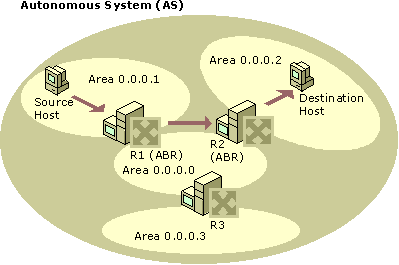 Autonomous System (AS)
Area 0.0.0.1
Area 0.0.0.2
Source
Host
Destination
Host
R1 (ABR)
R2
(ABR)
Area 0.0.0.0
R3
Area 0.0.0.3